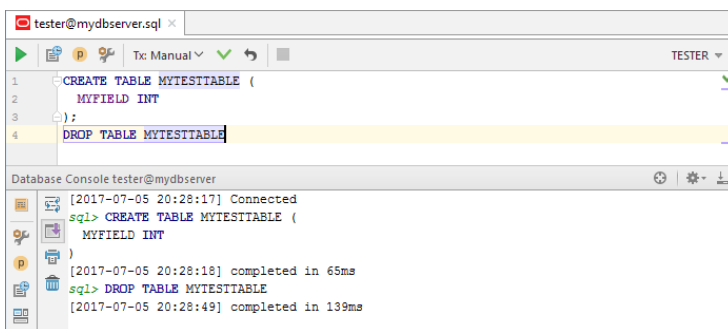 tester@mydbserver.sql
Tx: Manual
TESTER
1 CREATE TABLE MYTESTTABLE (
2 MYFIELD INT
3 );
4 DROP TABLE MYTESTTABLE
Database Console tester@mydbserver
[2017-07-05 20:28:17] Connected
sql> CREATE TABLE MYTESTTABLE (
MYFIELD INT
)
[2017-07-05 20:28:18] completed in 65ms
sql> DROP TABLE MYTESTTABLE
[2017-07-05 20:28:49] completed in 139ms